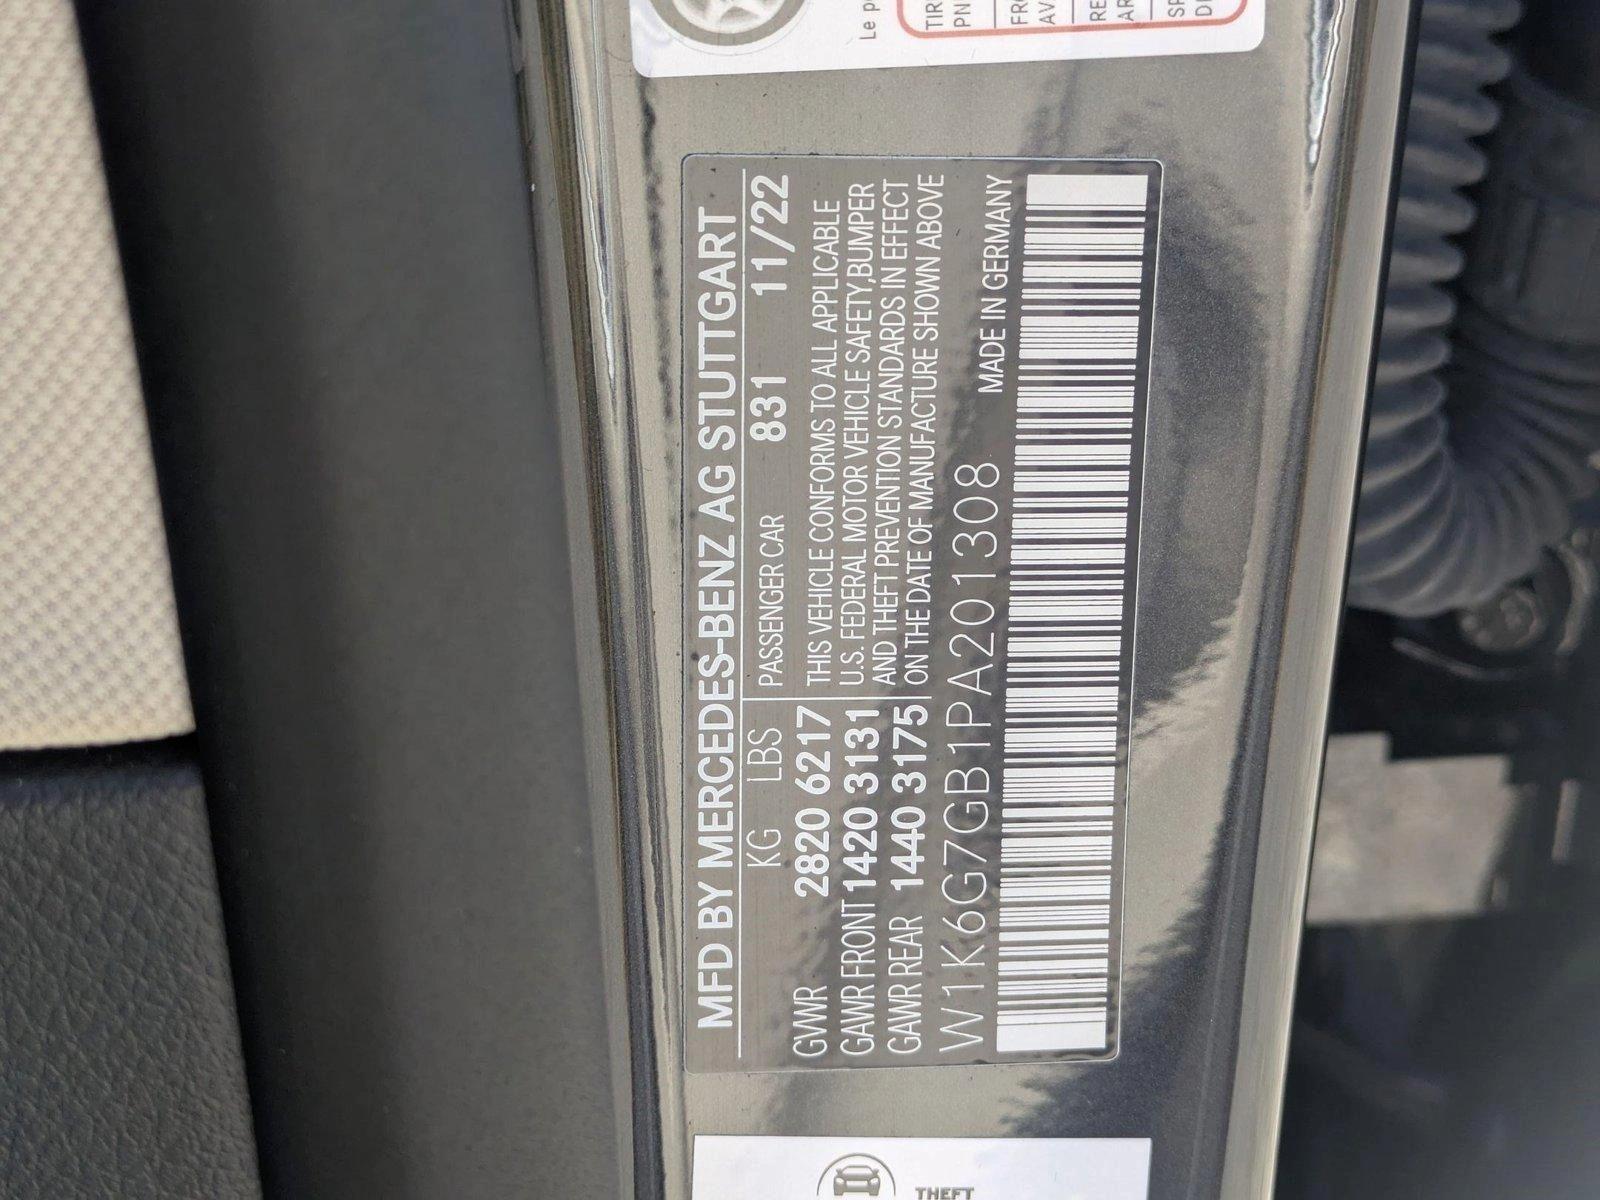 MFD BY MERCEDES-BENZ AG STUTTGART
KG LBS PASSENGER CAR 831 11/22
GVWR 2820 6217
GAWR FRONT 1420 3131
GAWR REAR 1440 3175
THIS VEHICLE CONFORMS TO ALL APPLICABLE
U.S. FEDERAL MOTOR VEHICLE SAFETY,BUMPER
AND THEFT PREVENTION STANDARDS IN EFFECT
ON THE DATE OF MANUFACTURE SHOWN ABOVE
W1K6G7GB1PA201308 MADE IN GERMANY
THEFT
Le